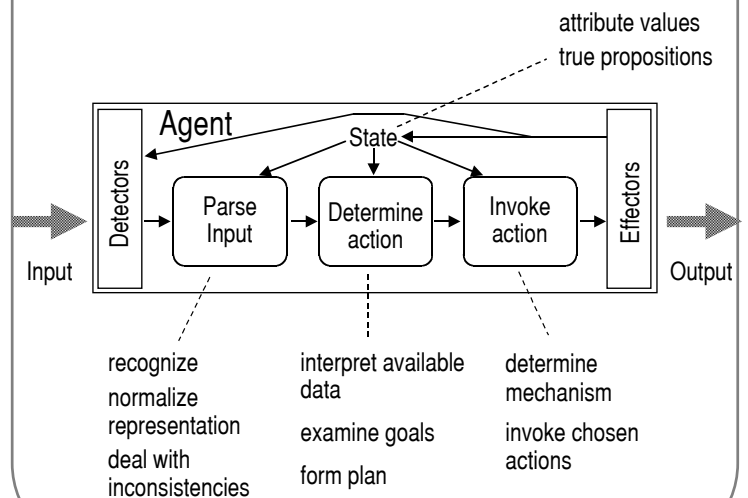 attribute values
true propositions
Agent
State
Detectors
Parse
Input
Determine
action
Invoke
action
Effectors
Input
Output
recognize
normalize
representation
deal with
inconsistencies
interpret available
data
examine goals
form plan
determine
mechanism
invoke chosen
actions